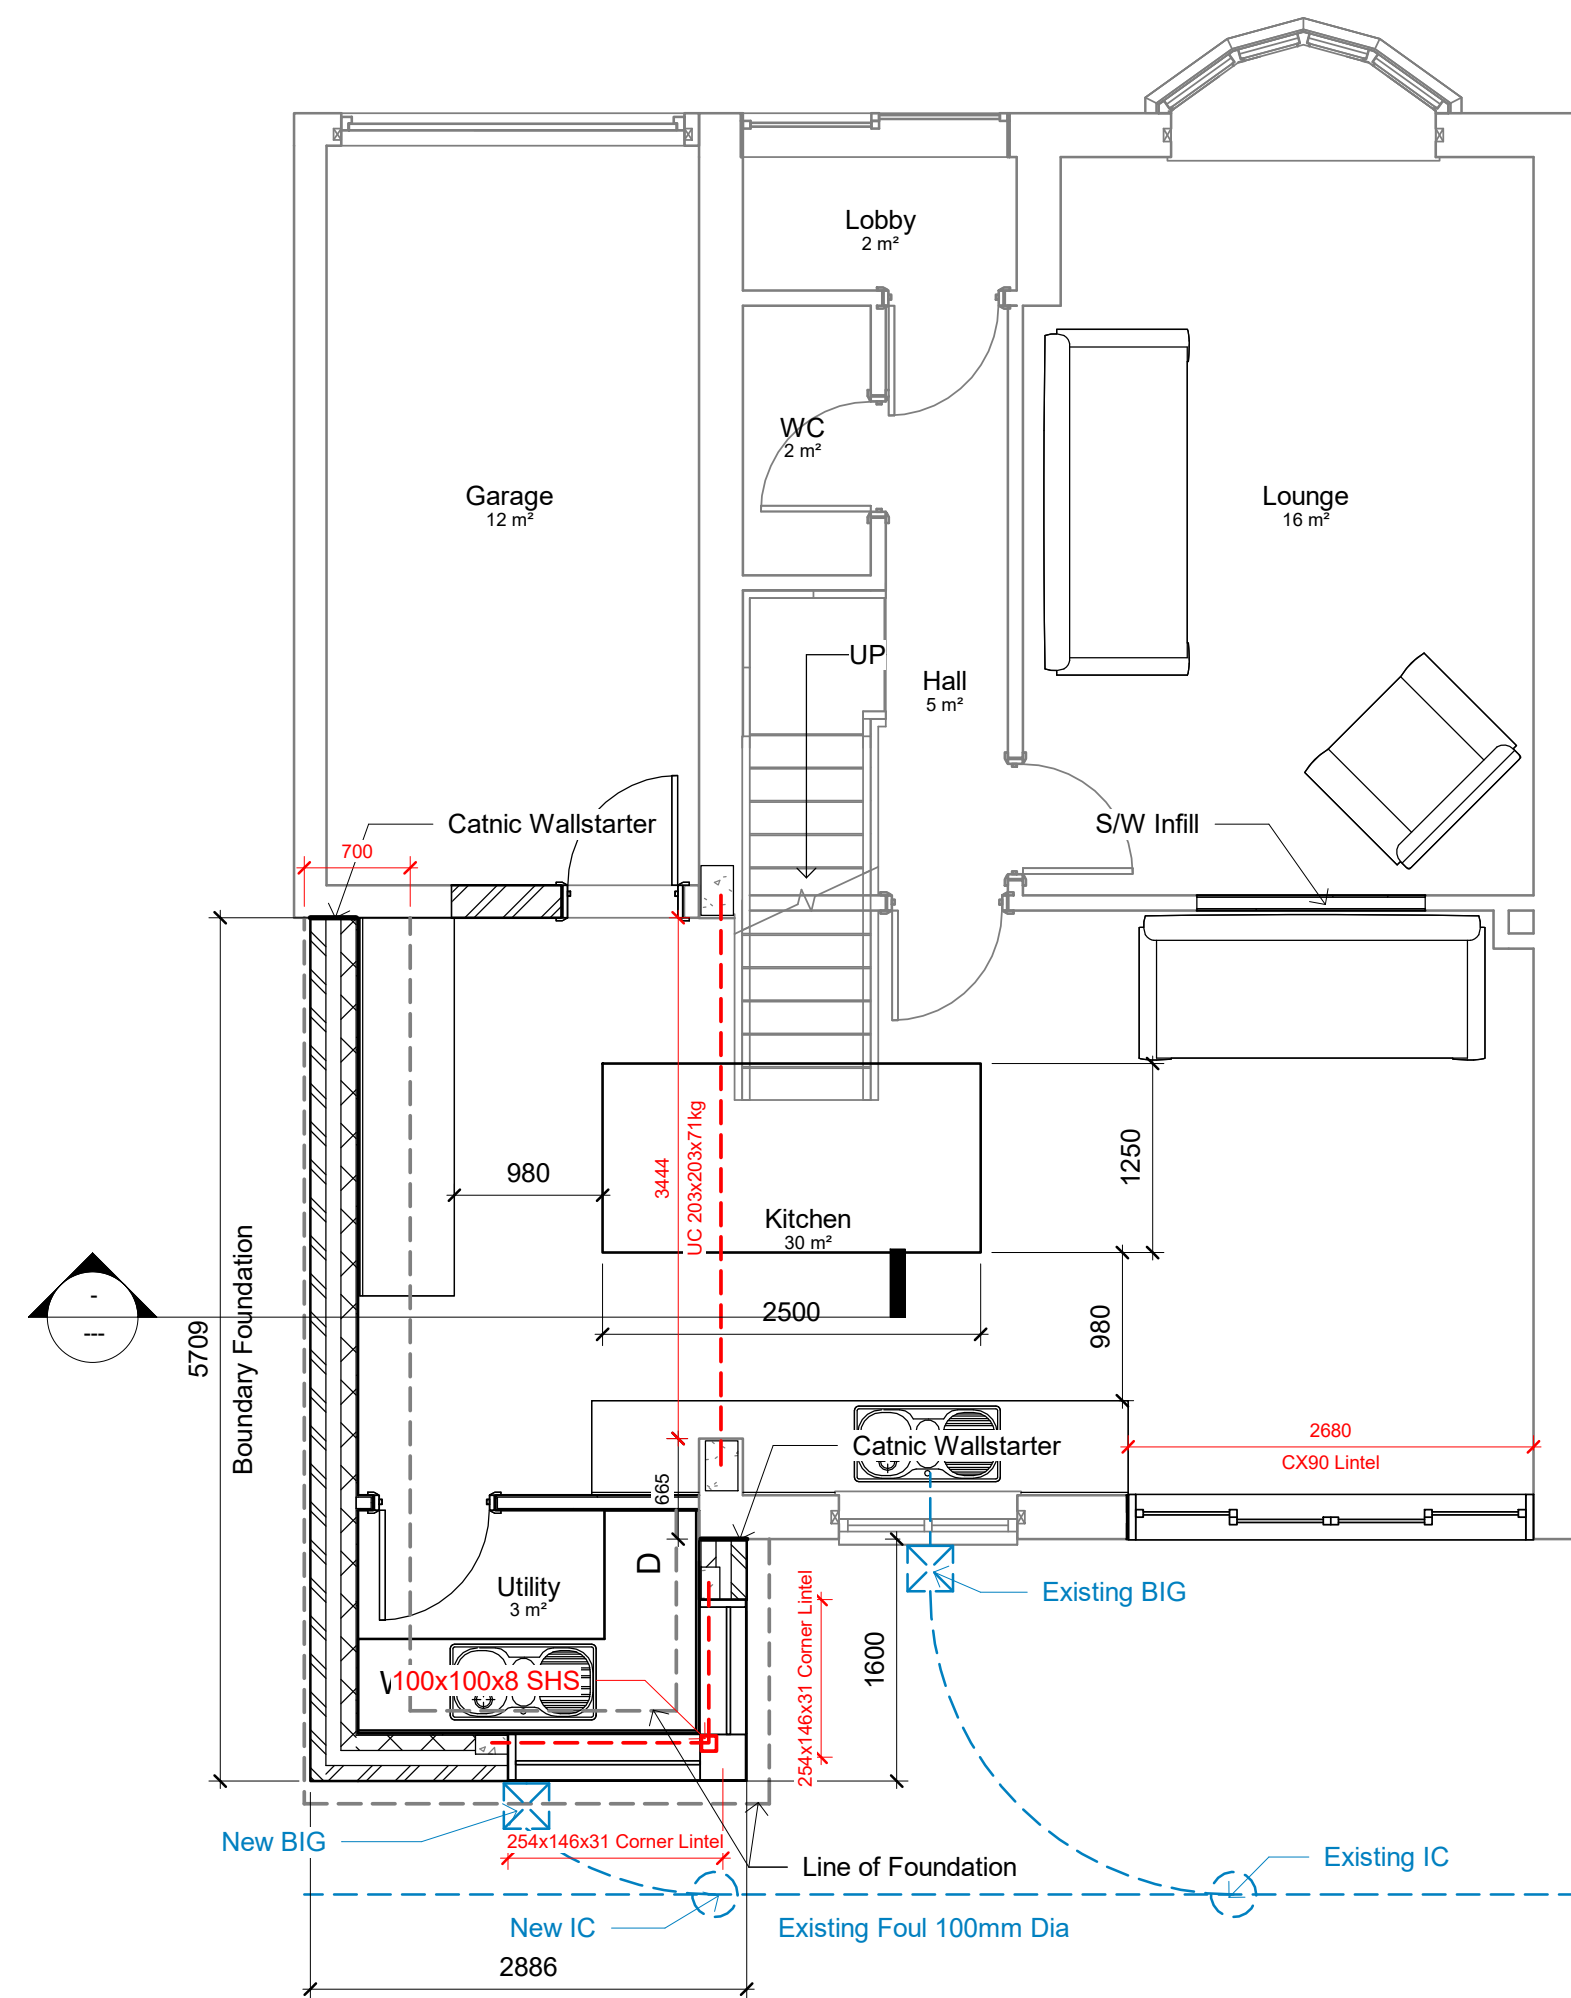 Lobby
2 m²
WC
2 m²
Garage
12 m²
Lounge
16 m²
UP
Hall
5 m²
Catnic Wallstarter
S/W Infill
700
980
3444
UC 203x203x71kg
1250
Kitchen
30 m²
2500
980
-
---
5709
Boundary Foundation
2680
CX90 Lintel
Catnic Wallstarter
665
D
Utility
3 m²
Existing BIG
254x146x31 Corner Lintel
1600
100x100x8 SHS
New BIG
254x146x31 Corner Lintel
Line of Foundation
Existing IC
New IC
Existing Foul 100mm Dia
2886